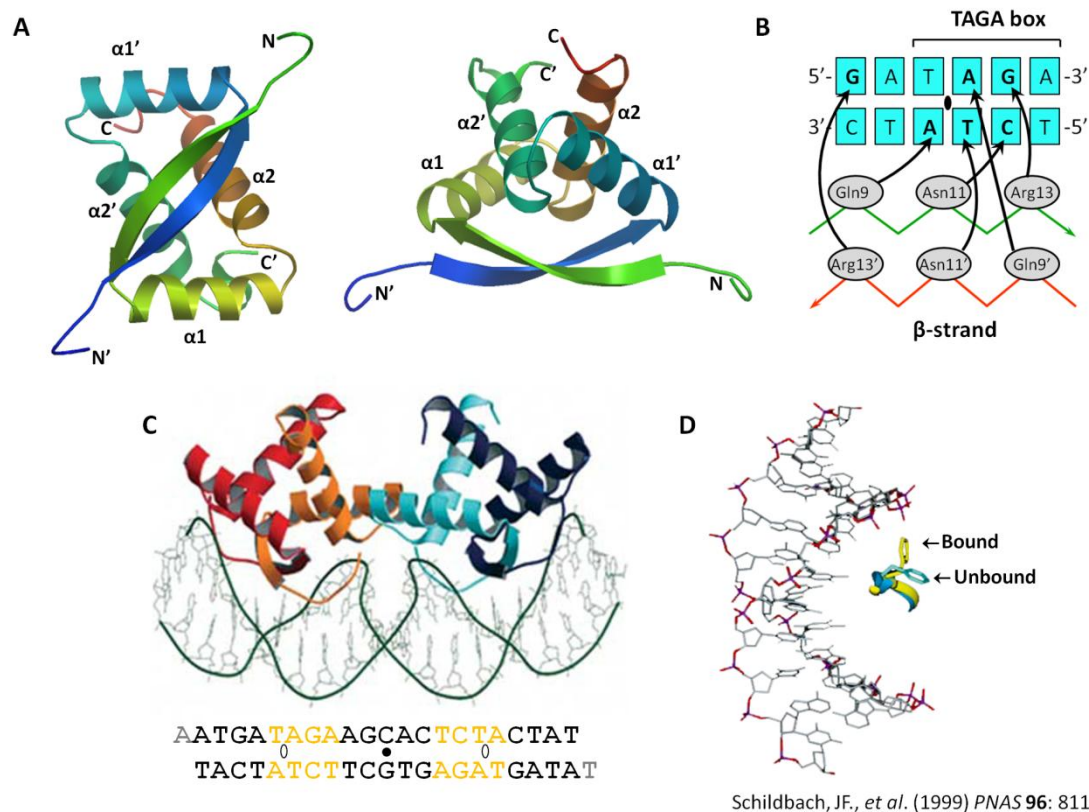 A
α1’
N
C
α2’
α2
C’
α1
N’
C
C’
α2’
α2
α1
α1’
N’
N
B
TAGA box
5’- G A T A G A -3’
3’- C T A T C T -5’
Gln9 Asn11 Arg13
Arg13’ Asn11’ Gln9’
β-strand
C
AATGATAGAAGCACTCTACTAT
TACTATCTTCGTGAGATGATAT
D
← Bound
← Unbound
Schildbach, JF., et al. (1999) PNAS 96: 811